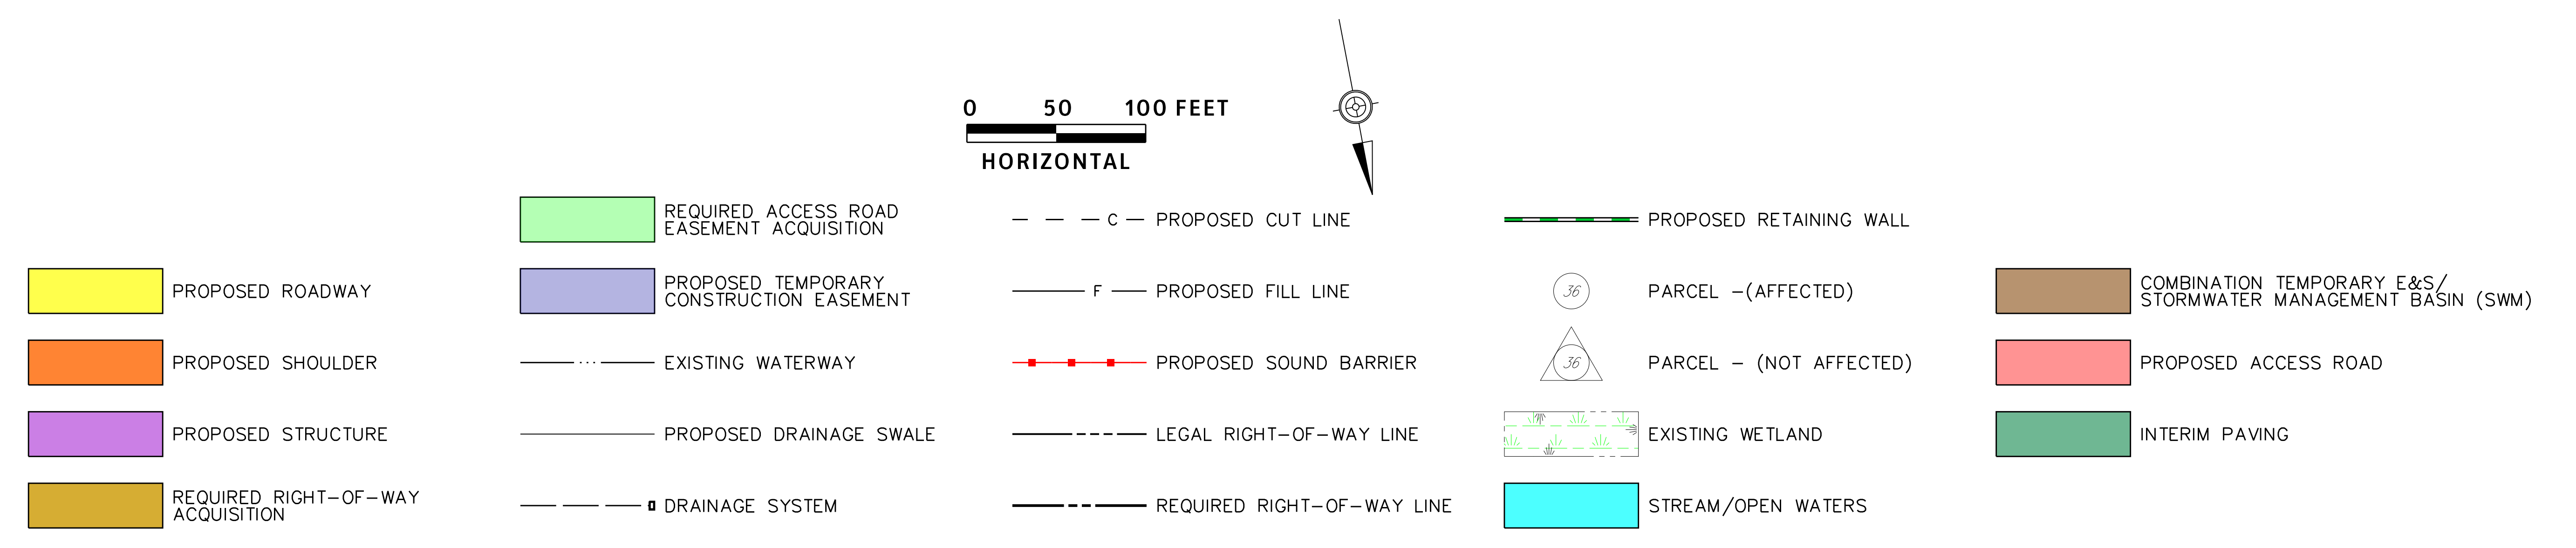 0 50 100 FEET
HORIZONTAL
PROPOSED ROADWAY
PROPOSED SHOULDER
PROPOSED STRUCTURE
REQUIRED RIGHT-OF-WAY
ACQUISITION
REQUIRED ACCESS ROAD
EASEMENT ACQUISITION
PROPOSED TEMPORARY
CONSTRUCTION EASEMENT
EXISTING WATERWAY
PROPOSED DRAINAGE SWALE
DRAINAGE SYSTEM
C PROPOSED CUT LINE
F PROPOSED FILL LINE
PROPOSED SOUND BARRIER
LEGAL RIGHT-OF-WAY LINE
REQUIRED RIGHT-OF-WAY LINE
PROPOSED RETAINING WALL
36 PARCEL -(AFFECTED)
36 PARCEL - (NOT AFFECTED)
EXISTING WETLAND
STREAM/OPEN WATERS
COMBINATION TEMPORARY E&S/
STORMWATER MANAGEMENT BASIN (SWM)
PROPOSED ACCESS ROAD
INTERIM PAVING